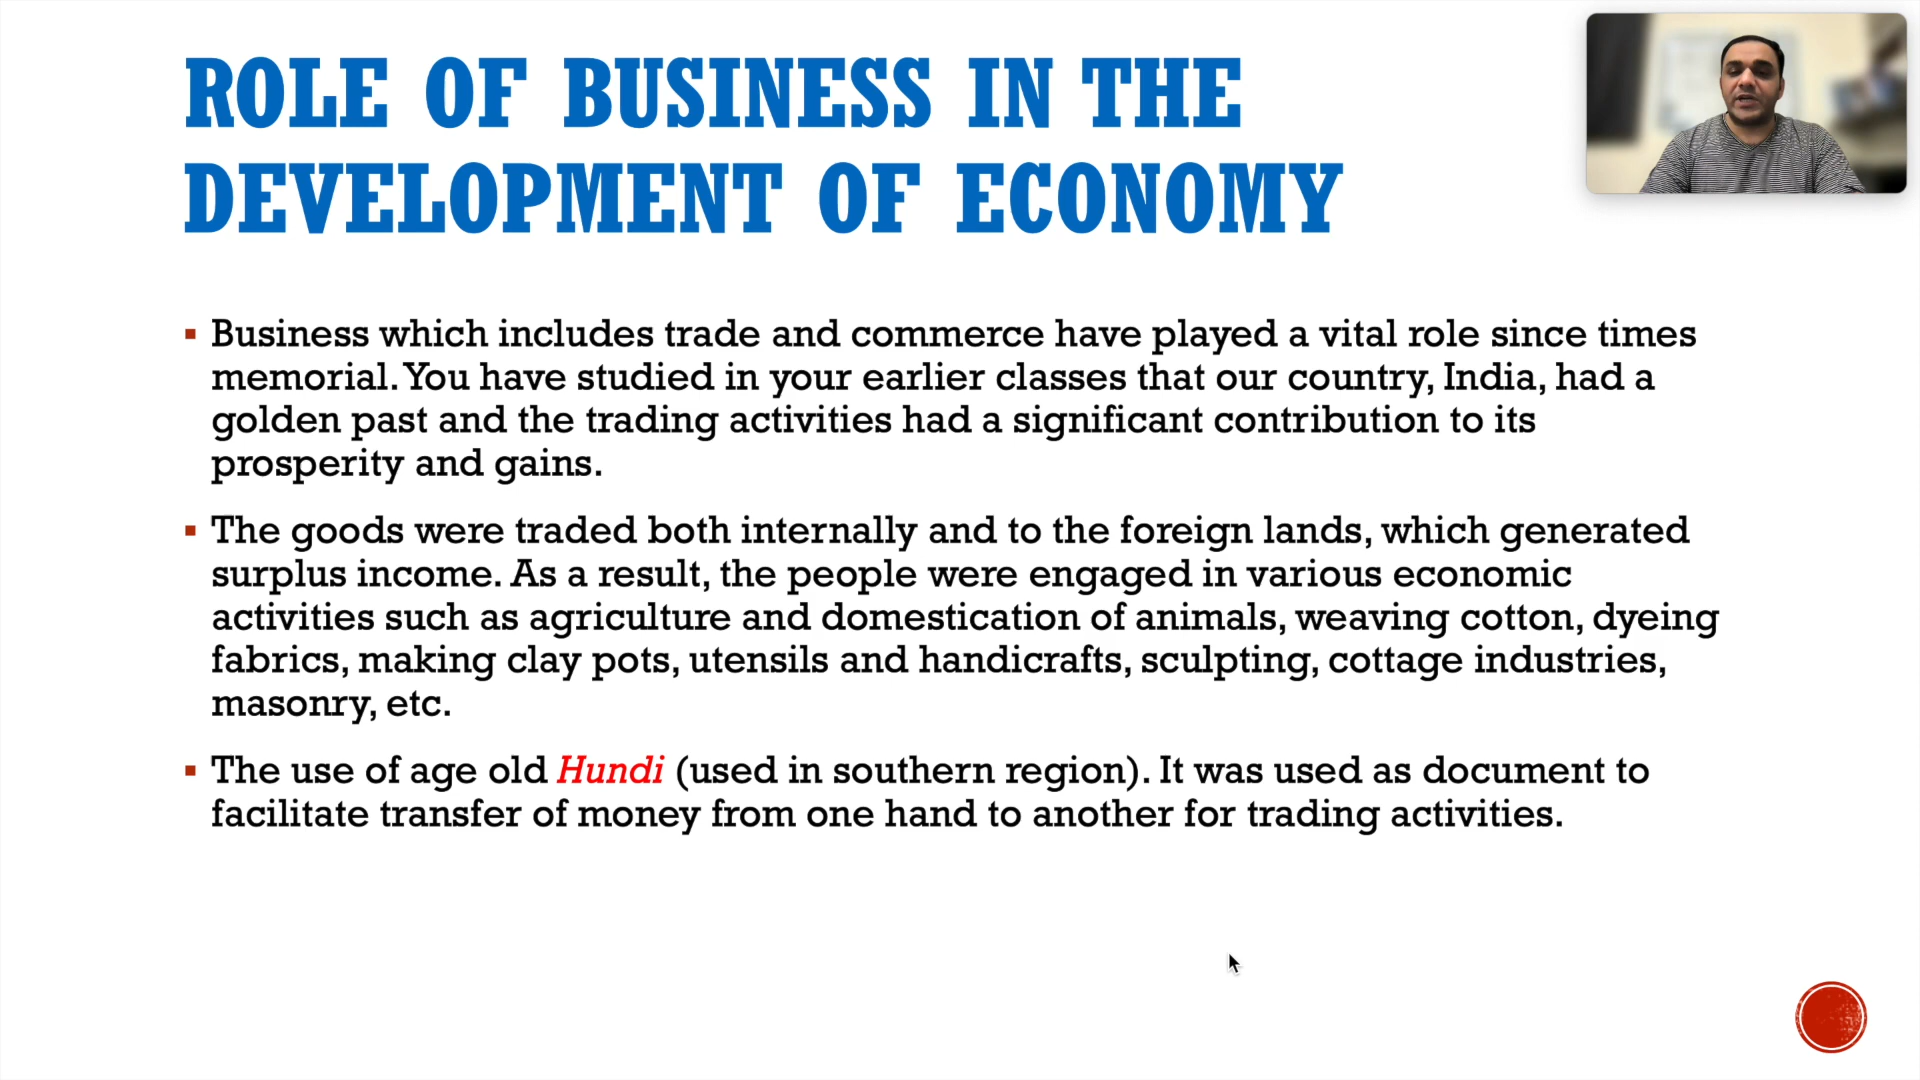 ROLE OF BUSINESS IN THE
DEVELOPMENT OF ECONOMY
▪ Business which includes trade and commerce have played a vital role since times
memorial. You have studied in your earlier classes that our country, India, had a
golden past and the trading activities had a significant contribution to its
prosperity and gains.
▪ The goods were traded both internally and to the foreign lands, which generated
surplus income. As a result, the people were engaged in various economic
activities such as agriculture and domestication of animals, weaving cotton, dyeing
fabrics, making clay pots, utensils and handicrafts, sculpting, cottage industries,
masonry, etc.
▪ The use of age old Hundi (used in southern region). It was used as document to
facilitate transfer of money from one hand to another for trading activities.